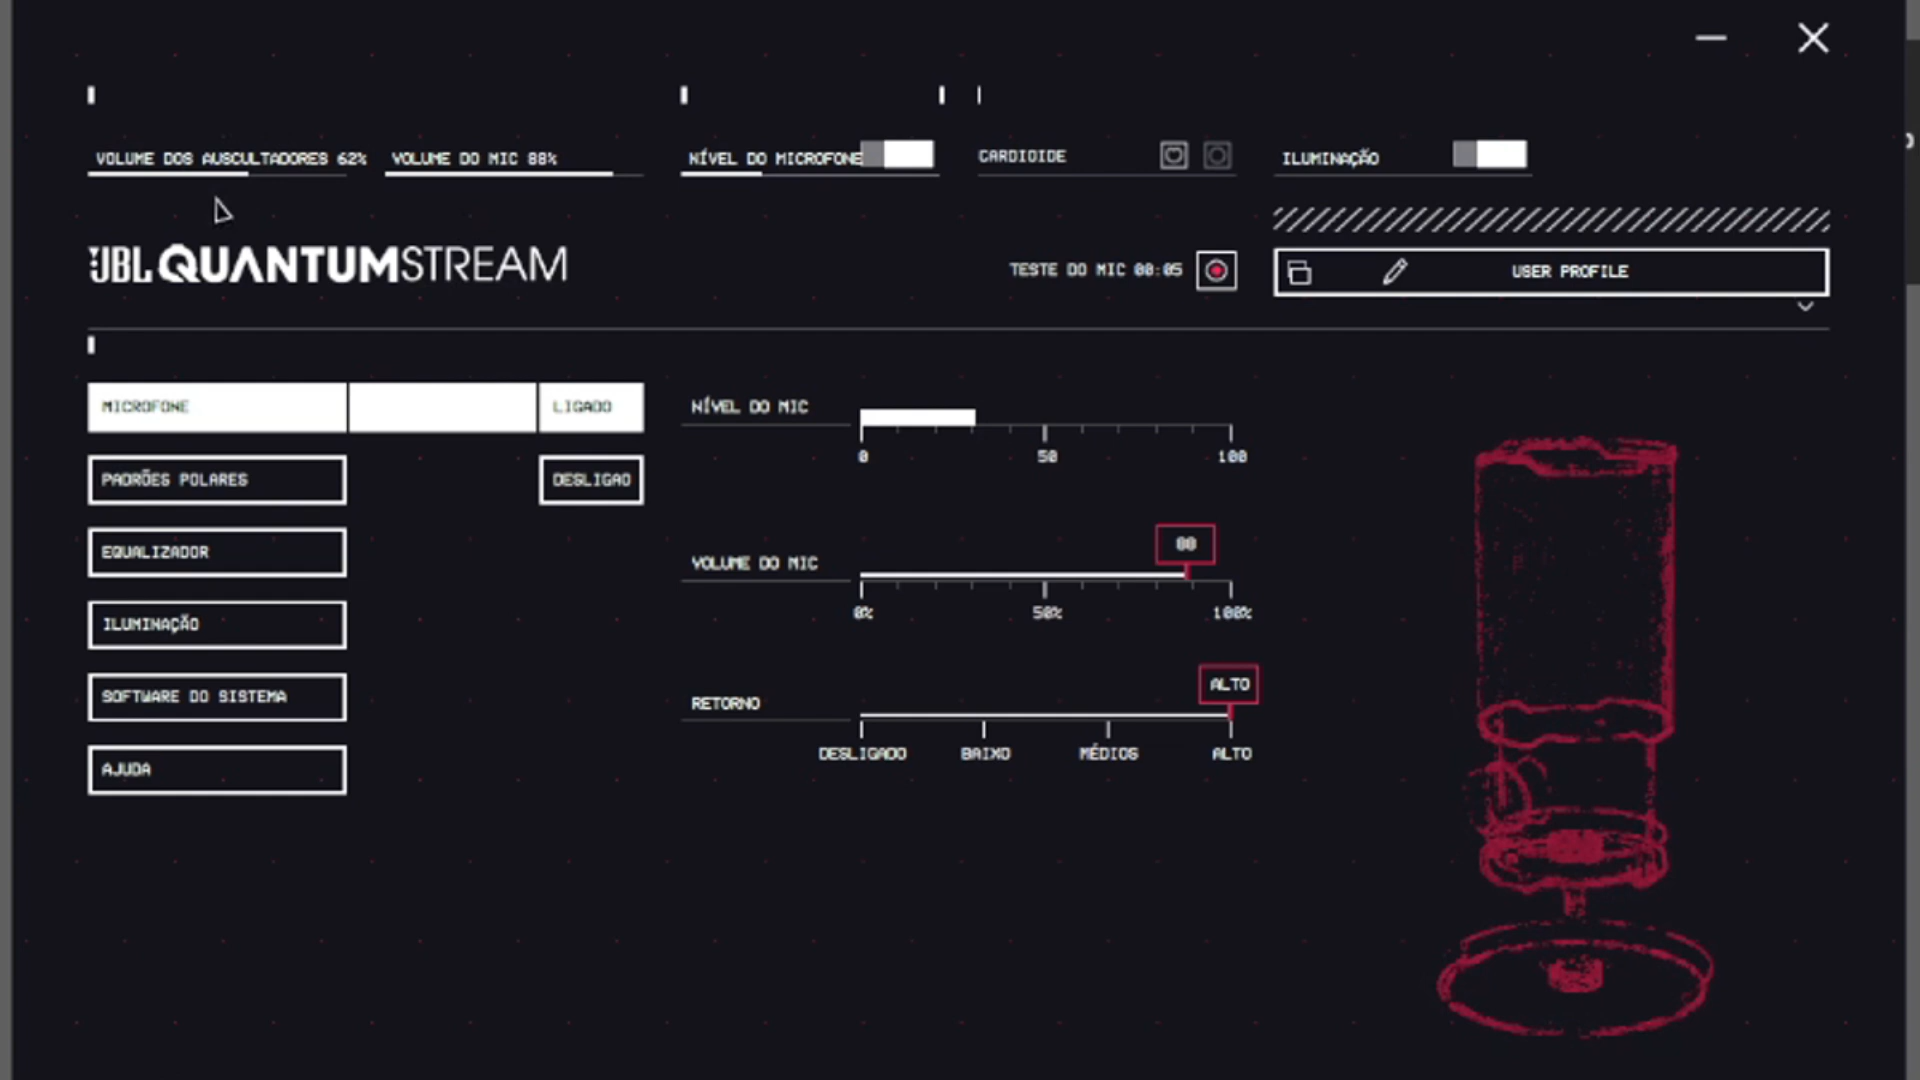 VOLUME DOS AUSCULTADORES 62%
VOLUME DO MIC 88%
NÍVEL DO MICROFONE
CARDIOIDE
ILUMINAÇÃO
JBL QUANTUMSTREAM
TESTE DO MIC 00:05
USER PROFILE
MICROFONE
LIGADO
PADRÕES POLARES
DESLIGAO
EQUALIZADOR
ILUMINAÇÃO
SOFTWARE DO SISTEMA
AJUDA
NÍVEL DO MIC
0 50 100
88
VOLUME DO MIC
0% 50% 100%
ALTO
RETORNO
DESLIGADO BAIXO MÉDIOS ALTO